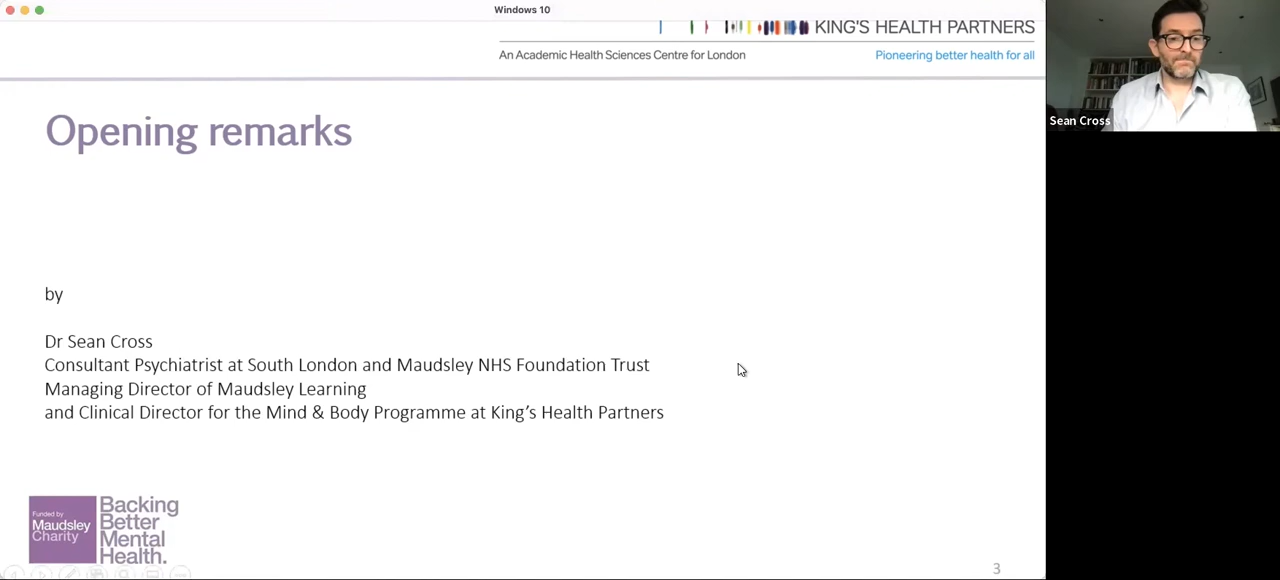 Windows 10
KING'S HEALTH PARTNERS
An Academic Health Sciences Centre for London
Pioneering better health for all
Sean Cross
Opening remarks
by
Dr Sean Cross
Consultant Psychiatrist at South London and Maudsley NHS Foundation Trust
Managing Director of Maudsley Learning
and Clinical Director for the Mind & Body Programme at King’s Health Partners
Funded by
Maudsley
Charity
Backing
Better
Mental
Health.
3